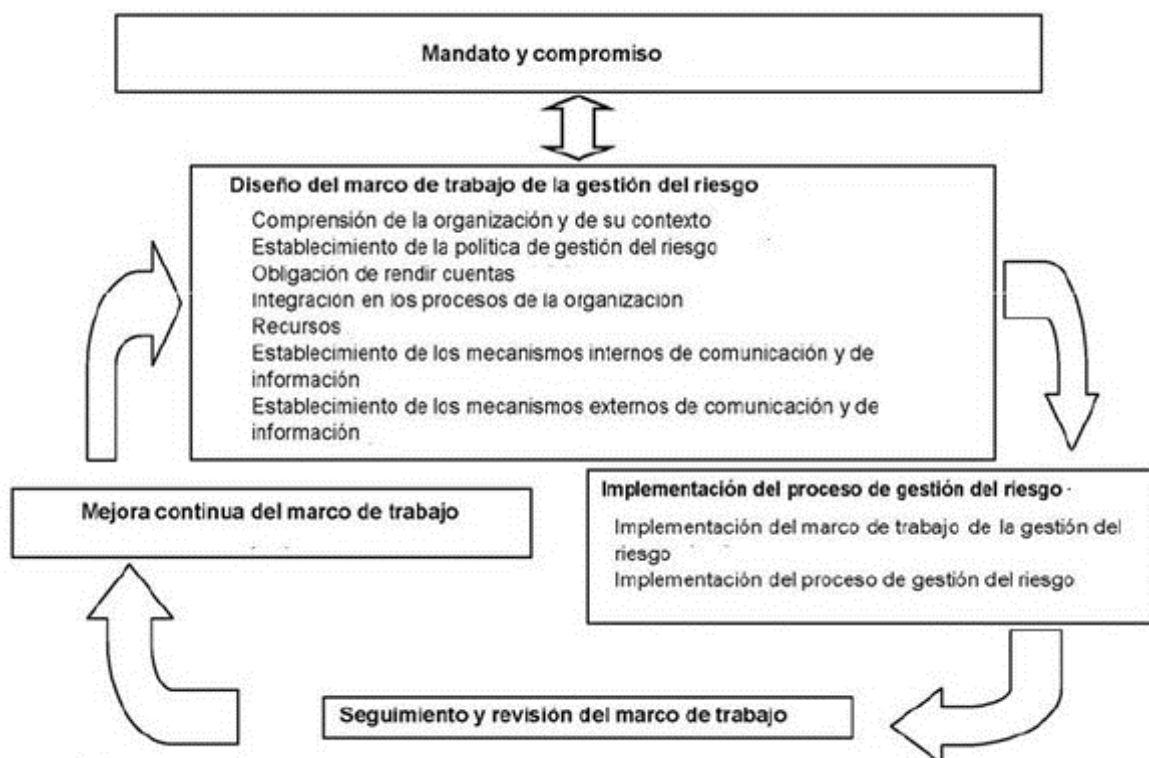 Mandato y compromiso
Diseño del marco de trabajo de la gestión del riesgo
Comprensión de la organización y de su contexto
Establecimiento de la política de gestión del riesgo
Obligación de rendir cuentas
Integración en los procesos de la organización
Recursos
Establecimiento de los mecanismos internos de comunicación y de
información
Establecimiento de los mecanismos externos de comunicación y de
información
Implementación del proceso de gestión del riesgo
Implementación del marco de trabajo de la gestión del
riesgo
Implementación del proceso de gestión del riesgo
Seguimiento y revisión del marco de trabajo
Mejora continua del marco de trabajo